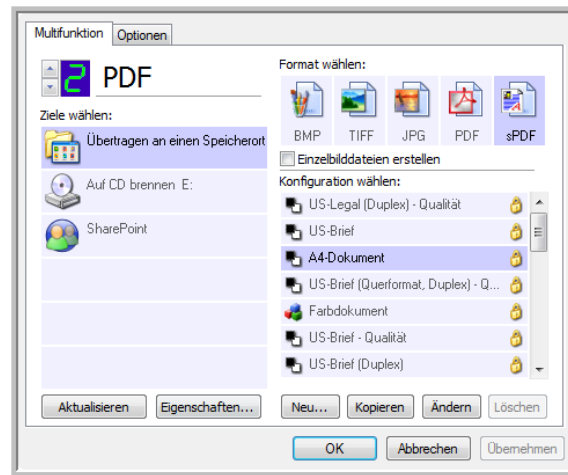 Multifunktion
Optionen
2 PDF
Ziele wählen:
Übertragen an einen Speicherort
Auf CD brennen E:
SharePoint
Format wählen:
BMP TIFF JPG PDF sPDF
Einzelbilddateien erstellen
Konfiguration wählen:
US-Legal (Duplex) - Qualität
US-Brief
A4-Dokument
US-Brief (Querformat, Duplex) - Q...
Farbdokument
US-Brief - Qualität
US-Brief (Duplex)
Aktualisieren Eigenschaften... Neu... Kopieren Ändern Löschen
OK Abbrechen Übernehmen